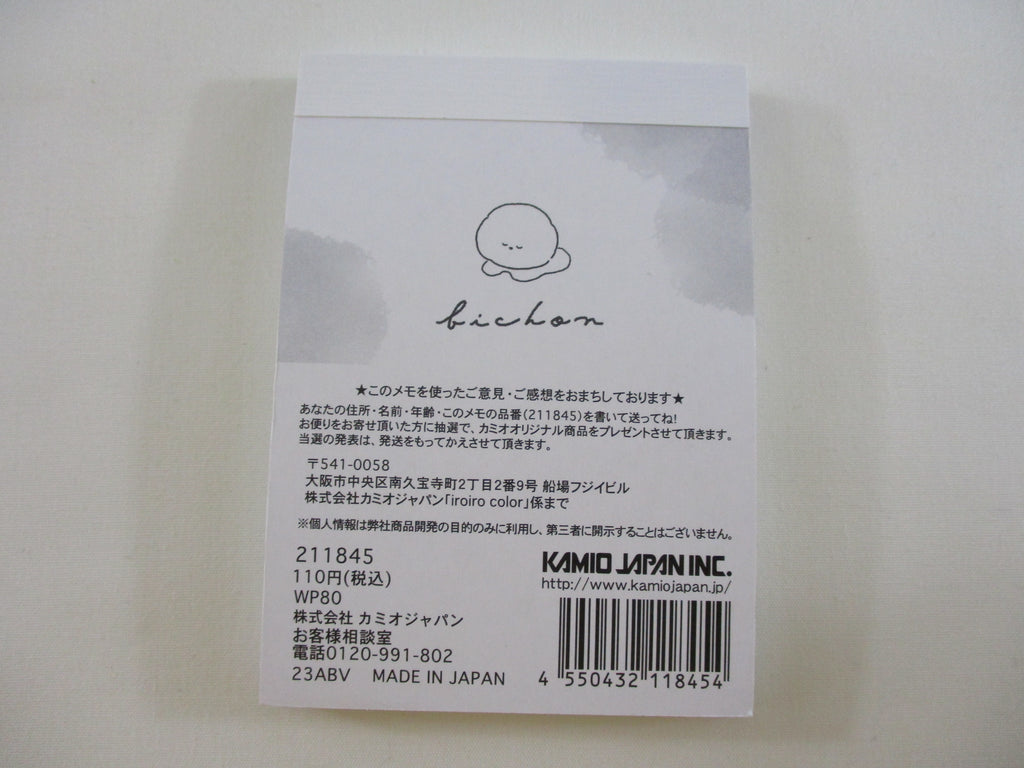 bichon
★このメモを使ったご意見・ご感想をおまちしております★
あなたの住所・名前・年齢・このメモの品番(211845)を書いて送ってね!
お便りをお寄せ頂いた方に抽選で、カミオオリジナル商品をプレゼントさせて頂きます。
当選の発表は、発送をもってかえさせて頂きます。
〒541-0058
大阪市中央区南久宝寺町2丁目2番9号 船場フジイビル
株式会社カミオジャパン「iroiro color」係まで
※個人情報は弊社商品開発の目的のみに利用し、第三者に開示することはございません。
211845
110円(税込)
WP80
株式会社 カミオジャパン
お客様相談室
電話0120-991-802
23ABV MADE IN JAPAN
KAMIO JAPAN INC.
http://www.kamiojapan.jp/
4 550432 118454